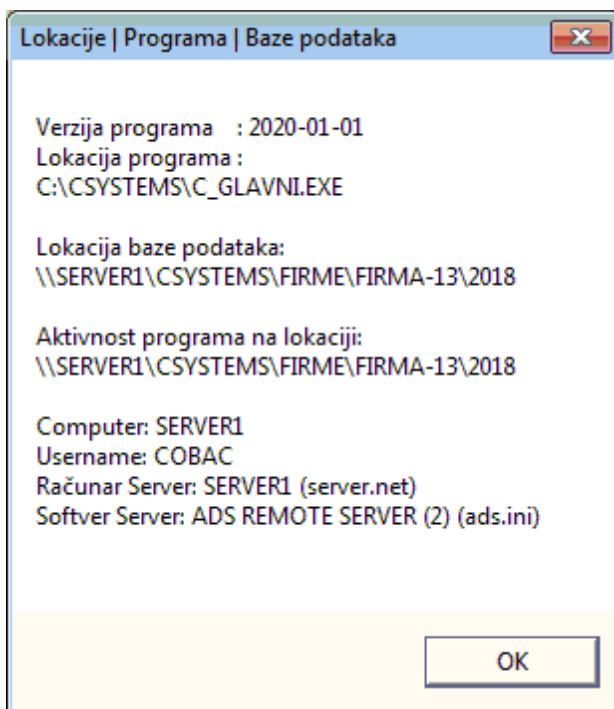 Lokacije | Programa | Baze podataka
Verzija programa : 2020-01-01
Lokacija programa :
C:\CSYSTEMS\C_GLAVNI.EXE
Lokacija baze podataka:
\\SERVER1\CSYSTEMS\FIRME\FIRMA-13\2018
Aktivnost programa na lokaciji:
\\SERVER1\CSYSTEMS\FIRME\FIRMA-13\2018
Computer: SERVER1
Username: COBAC
Računar Server: SERVER1 (server.net)
Softver Server: ADS REMOTE SERVER (2) (ads.ini)
OK